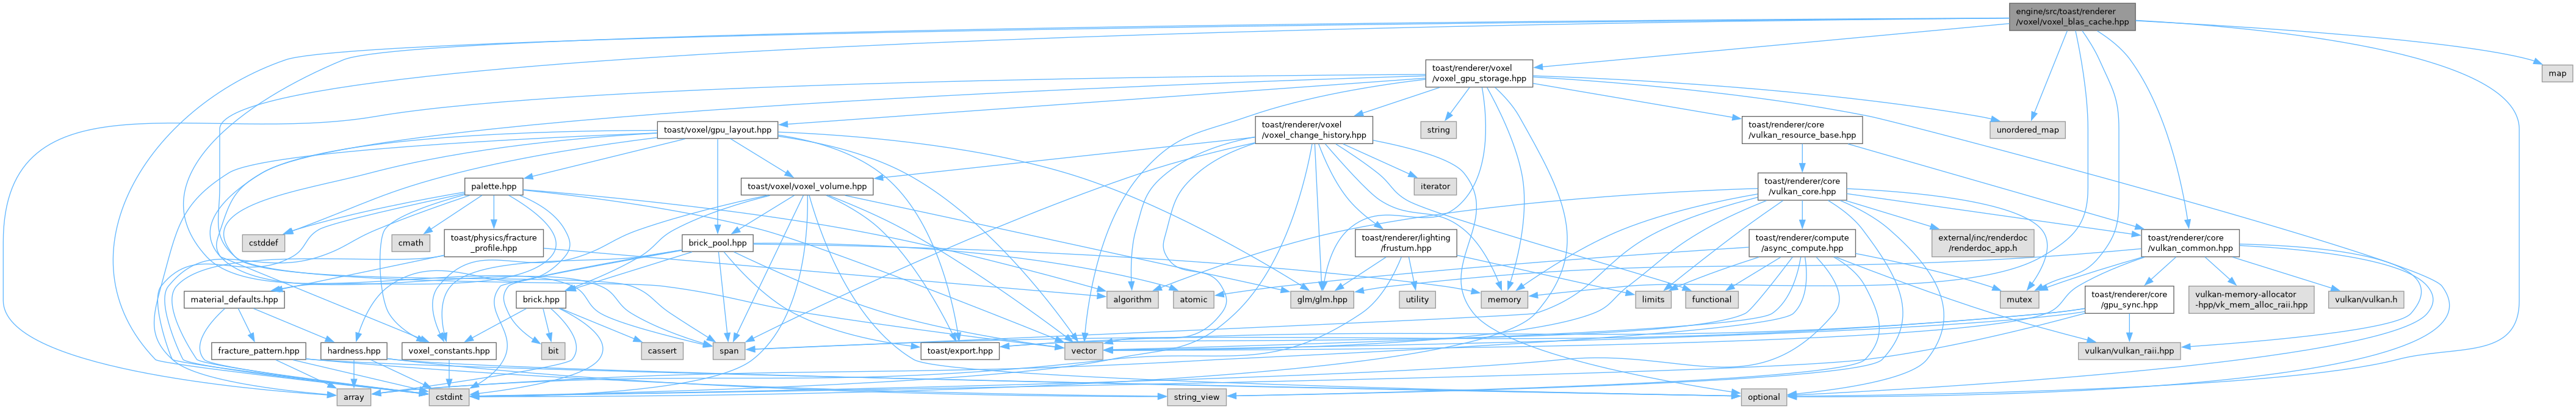 engine/src/toast/renderer
/voxel/voxel_blas_cache.hpp
toast/renderer/voxel
/voxel_gpu_storage.hpp
map
toast/voxel/gpu_layout.hpp
toast/renderer/voxel
/voxel_change_history.hpp
string
toast/renderer/core
/vulkan_resource_base.hpp
unordered_map
palette.hpp
toast/voxel/voxel_volume.hpp
iterator
toast/renderer/core
/vulkan_core.hpp
cstddef
cmath
toast/physics/fracture
_profile.hpp
brick_pool.hpp
toast/renderer/lighting
/frustum.hpp
toast/renderer/compute
/async_compute.hpp
external/inc/renderdoc
/renderdoc_app.h
toast/renderer/core
/vulkan_common.hpp
material_defaults.hpp
brick.hpp
algorithm
atomic
glm/glm.hpp
utility
memory
limits
functional
mutex
toast/renderer/core
/gpu_sync.hpp
vulkan-memory-allocator
-hpp/vk_mem_alloc_raii.hpp
vulkan/vulkan.h
fracture_pattern.hpp
hardness.hpp
voxel_constants.hpp
bit
cassert
span
toast/export.hpp
vector
vulkan/vulkan_raii.hpp
array
cstdint
string_view
optional